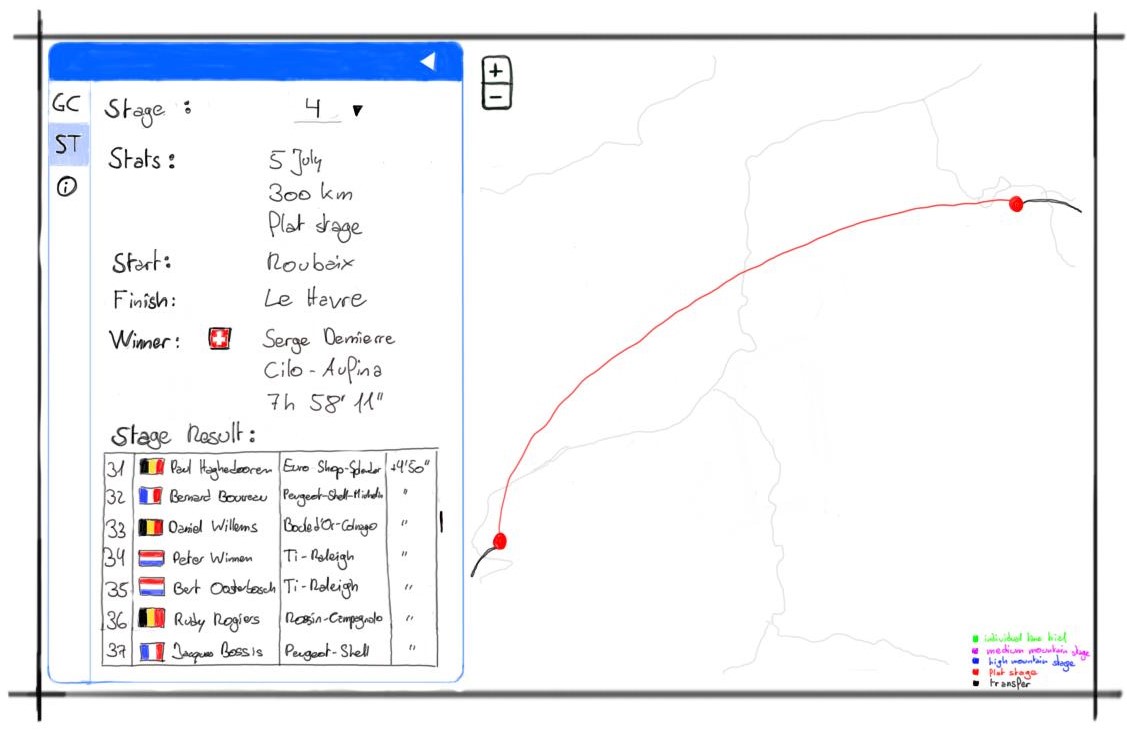 GC
ST
i
Stage : 4
Stats : 5 July
300 km
Flat stage
Start: Roubaix
Finish: Le Havre
Winner: Serge Demierre
Cilo-Aufina
7h 58' 11"
Stage Result:
31 Paul Haghedooren Euro Shop-Splendor +4'50"
32 Bernard Bourreau Peugeot-Shell-Michelin "
33 Daniel Willems Boule d'Or-Colnago "
34 Peter Winnen Ti-Raleigh "
35 Bert Oosterbosch Ti-Raleigh "
36 Rudy Rogiers Rossin-Campagnolo "
37 Jacques Bossis Peugeot-Shell "
+
-
individual time trial
medium mountain stage
high mountain stage
flat stage
transfer